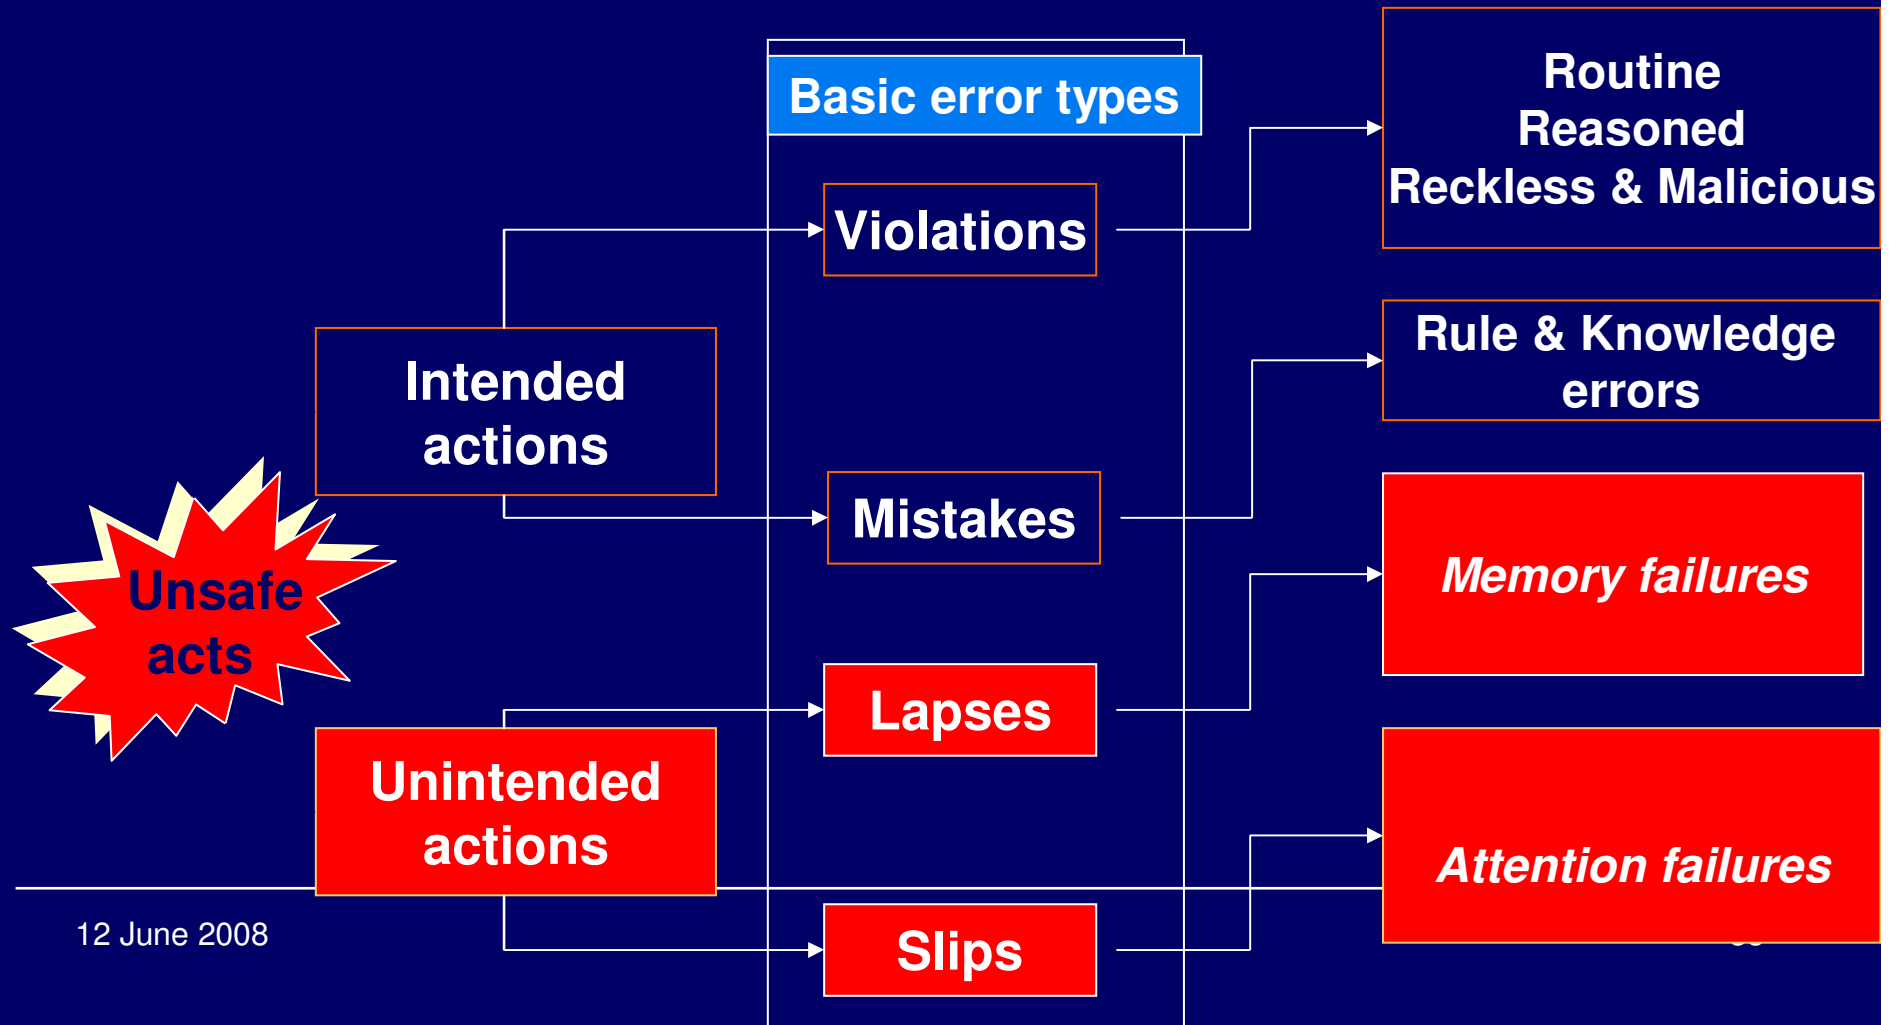 Basic error types
Routine
Reasoned
Reckless & Malicious
Violations
Intended
actions
Rule & Knowledge
errors
Mistakes
Unsafe
acts
Memory failures
Lapses
Unintended
actions
Attention failures
Slips
12 June 2008